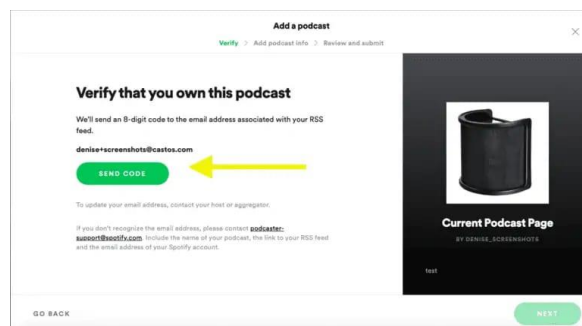 Add a podcast
Verify > Add podcast info > Review and submit
Verify that you own this podcast
We'll send an 8-digit code to the email address associated with your RSS
feed.
denise+screenshots@castos.com
SEND CODE
To update your email address, contact your host or aggregator.
If you don't recognize the email address, please contact podcaster-
support@spotify.com. Include the name of your podcast, the link to your RSS feed
and the email address of your Spotify account.
Current Podcast Page
BY DENISE_SCREENSHOTS
test
GO BACK
NEXT